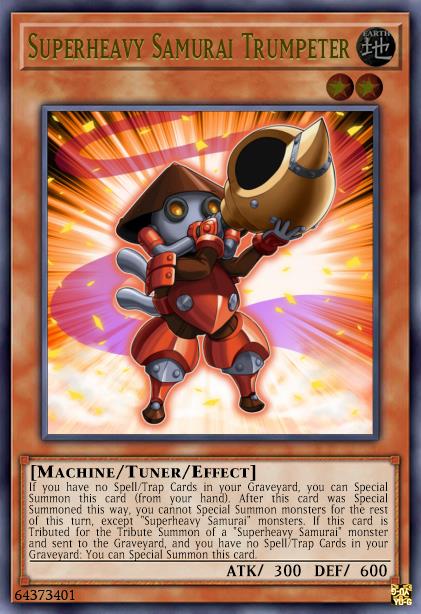 Superheavy Samurai Trumpeter
EARTH
地
[Machine/Tuner/Effect]
If you have no Spell/Trap Cards in your Graveyard, you can Special
Summon this card (from your hand). After this card was Special
Summoned this way, you cannot Special Summon monsters for the rest
of this turn, except "Superheavy Samurai" monsters. If this card is
Tributed for the Tribute Summon of a "Superheavy Samurai" monster
and sent to the Graveyard, and you have no Spell/Trap Cards in your
Graveyard: You can Special Summon this card.
ATK/ 300 DEF/ 600
64373401